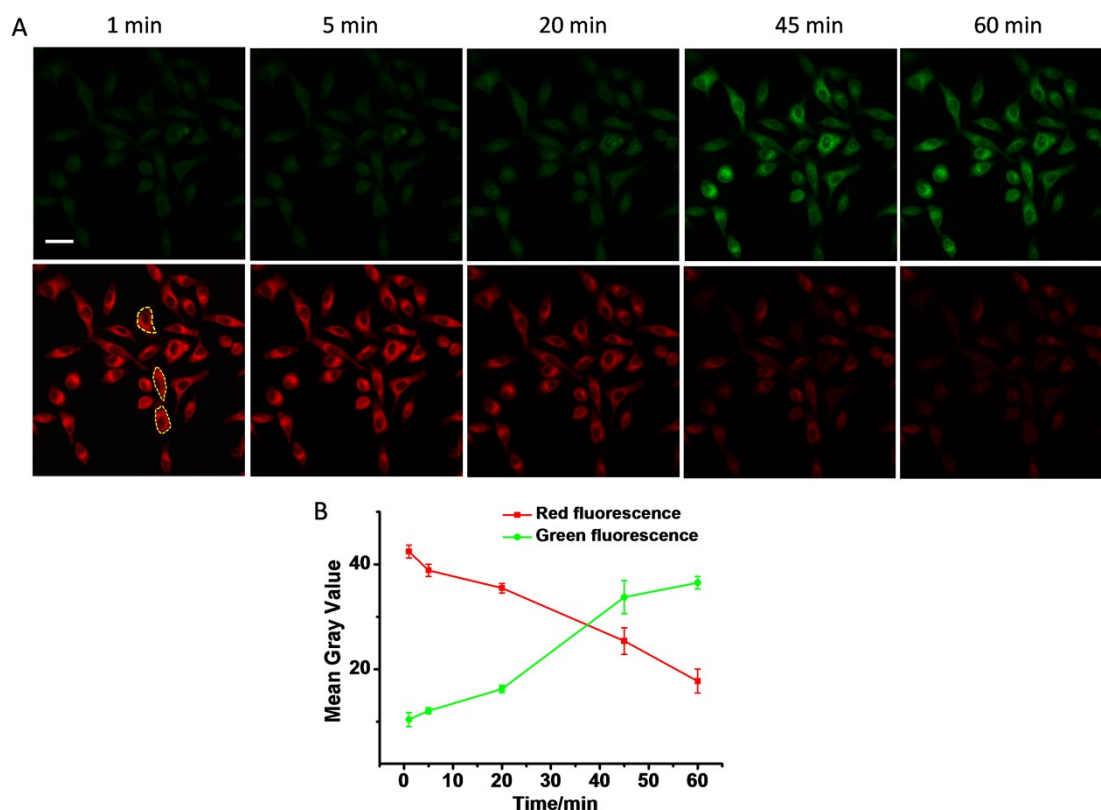 A
1 min 5 min 20 min 45 min 60 min
B
Red fluorescence
Green fluorescence
Mean Gray Value
40
20
0 10 20 30 40 50 60
Time/min